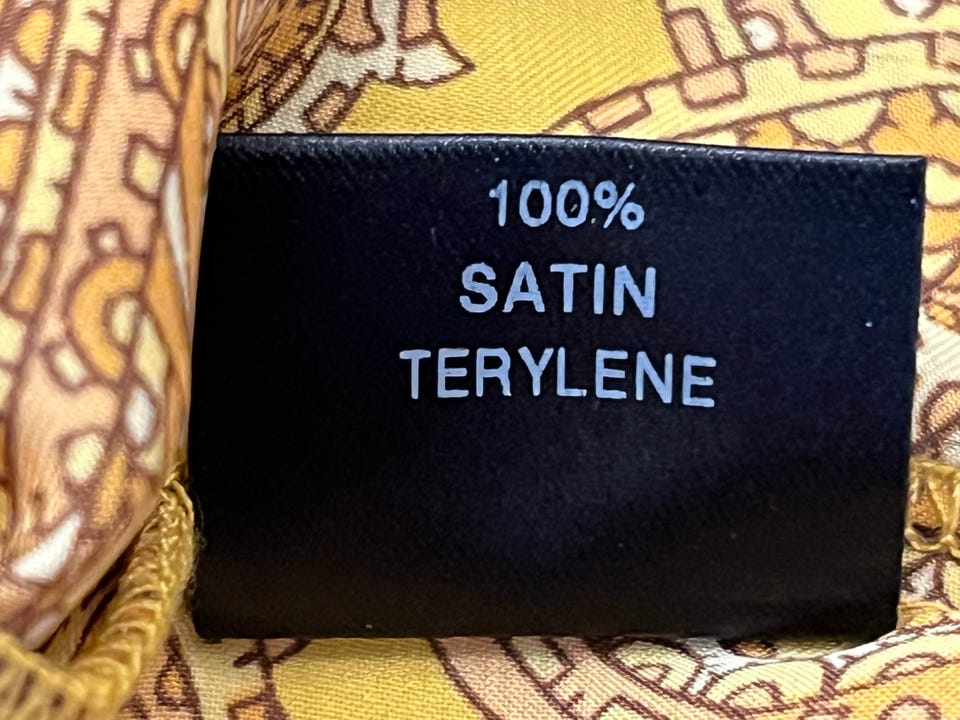 100%
SATIN
TERYLENE